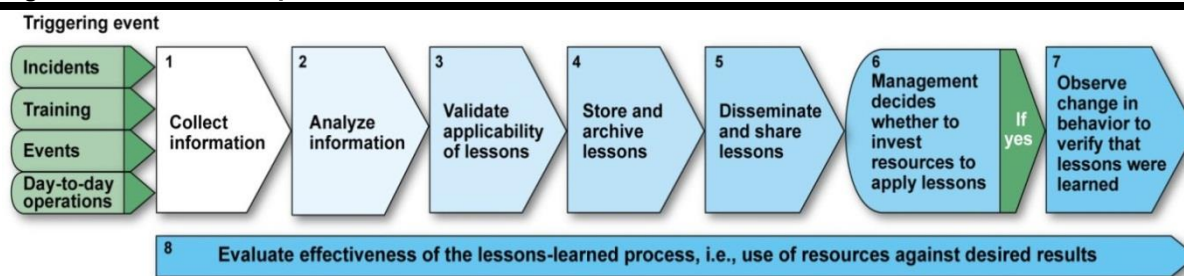 Triggering event
Incidents
Training
Events
Day-to-day
operations
1
Collect
information
2
Analyze
information
3
Validate
applicability
of lessons
4
Store and
archive
lessons
5
Disseminate
and share
lessons
6
Management
decides
whether to
invest
resources to
apply lessons
If
yes
7
Observe
change in
behavior to
verify that
lessons were
learned
8
Evaluate effectiveness of the lessons-learned process, i.e., use of resources against desired results